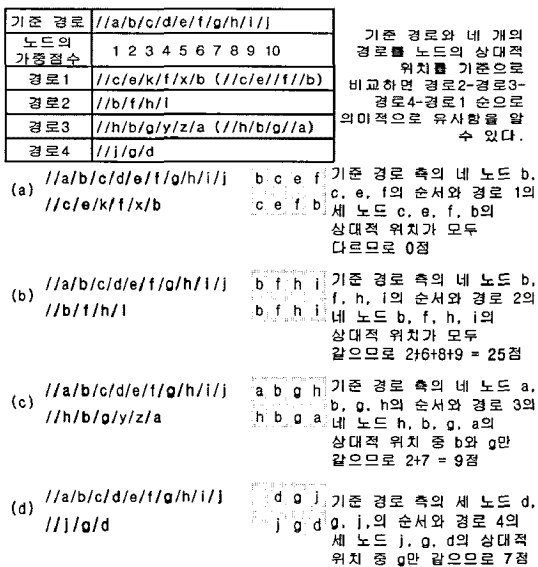 기준 경로 //a/b/c/d/e/f/g/h/i/j
노드의 가중점수 1 2 3 4 5 6 7 8 9 10
경로1 //c/e/k/f/x/b (//c/e//f//b)
경로2 //b/f/h/i
경로3 //h/b/g/y/z/a (//h/b/g//a)
경로4 //j/g/d
기준 경로와 네 개의
경로를 노드의 상대적
위치를 기준으로
비교하면 경로2-경로3-
경로4-경로1 순으로
의미적으로 유사함을 알
수 있다.
(a) //a/b/c/d/e/f/g/h/i/j
//c/e/k/f/x/b
b c e f
c e f b
기준 경로 측의 네 노드 b,
c, e, f의 순서와 경로 1의
세 노드 c, e, f, b의
상대적 위치가 모두
다르므로 0점
(b) //a/b/c/d/e/f/g/h/i/j
//b/f/h/i
b f h i
b f h i
기준 경로 측의 네 노드 b,
f, h, i의 순서와 경로 2의
네 노드 b, f, h, i의
상대적 위치가 모두
같으므로 2+6+8+9 = 25점
(c) //a/b/c/d/e/f/g/h/i/j
//h/b/g/y/z/a
a b g h
h b g a
기준 경로 측의 네 노드 a,
b, g, h의 순서와 경로 3의
네 노드 h, b, g, a의
상대적 위치 중 b와 g만
같으므로 2+7 = 9점
(d) //a/b/c/d/e/f/g/h/i/j
//j/g/d
d g j
j g d
기준 경로 측의 세 노드 d,
g, j,의 순서와 경로 4의
세 노드 j, g, d의 상대적
위치 중 g만 같으므로 7점